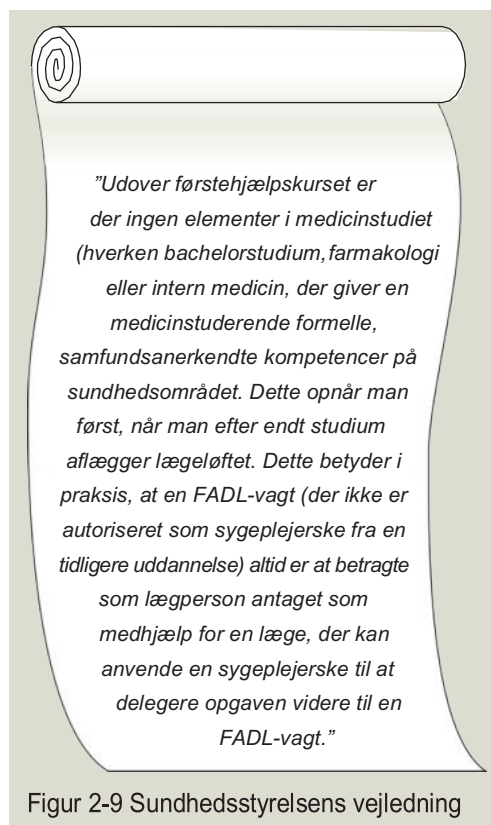 ”Udover førstehjælpskurset er
der ingen elementer i medicinstudiet
(hverken bachelorstudium, farmakologi
eller intern medicin, der giver en
medicinstuderende formelle,
samfundsanerkendte kompetencer på
sundhedsområdet. Dette opnår man
først, når man efter endt studium
aflægger lægeløftet. Dette betyder i
praksis, at en FADL-vagt (der ikke er
autoriseret som sygeplejerske fra en
tidligere uddannelse) altid er at betragte
som lægperson antaget som
medhjælp for en læge, der kan
anvende en sygeplejerske til at
delegere opgaven videre til en
FADL-vagt.”
Figur 2-9 Sundhedsstyrelsens vejledning